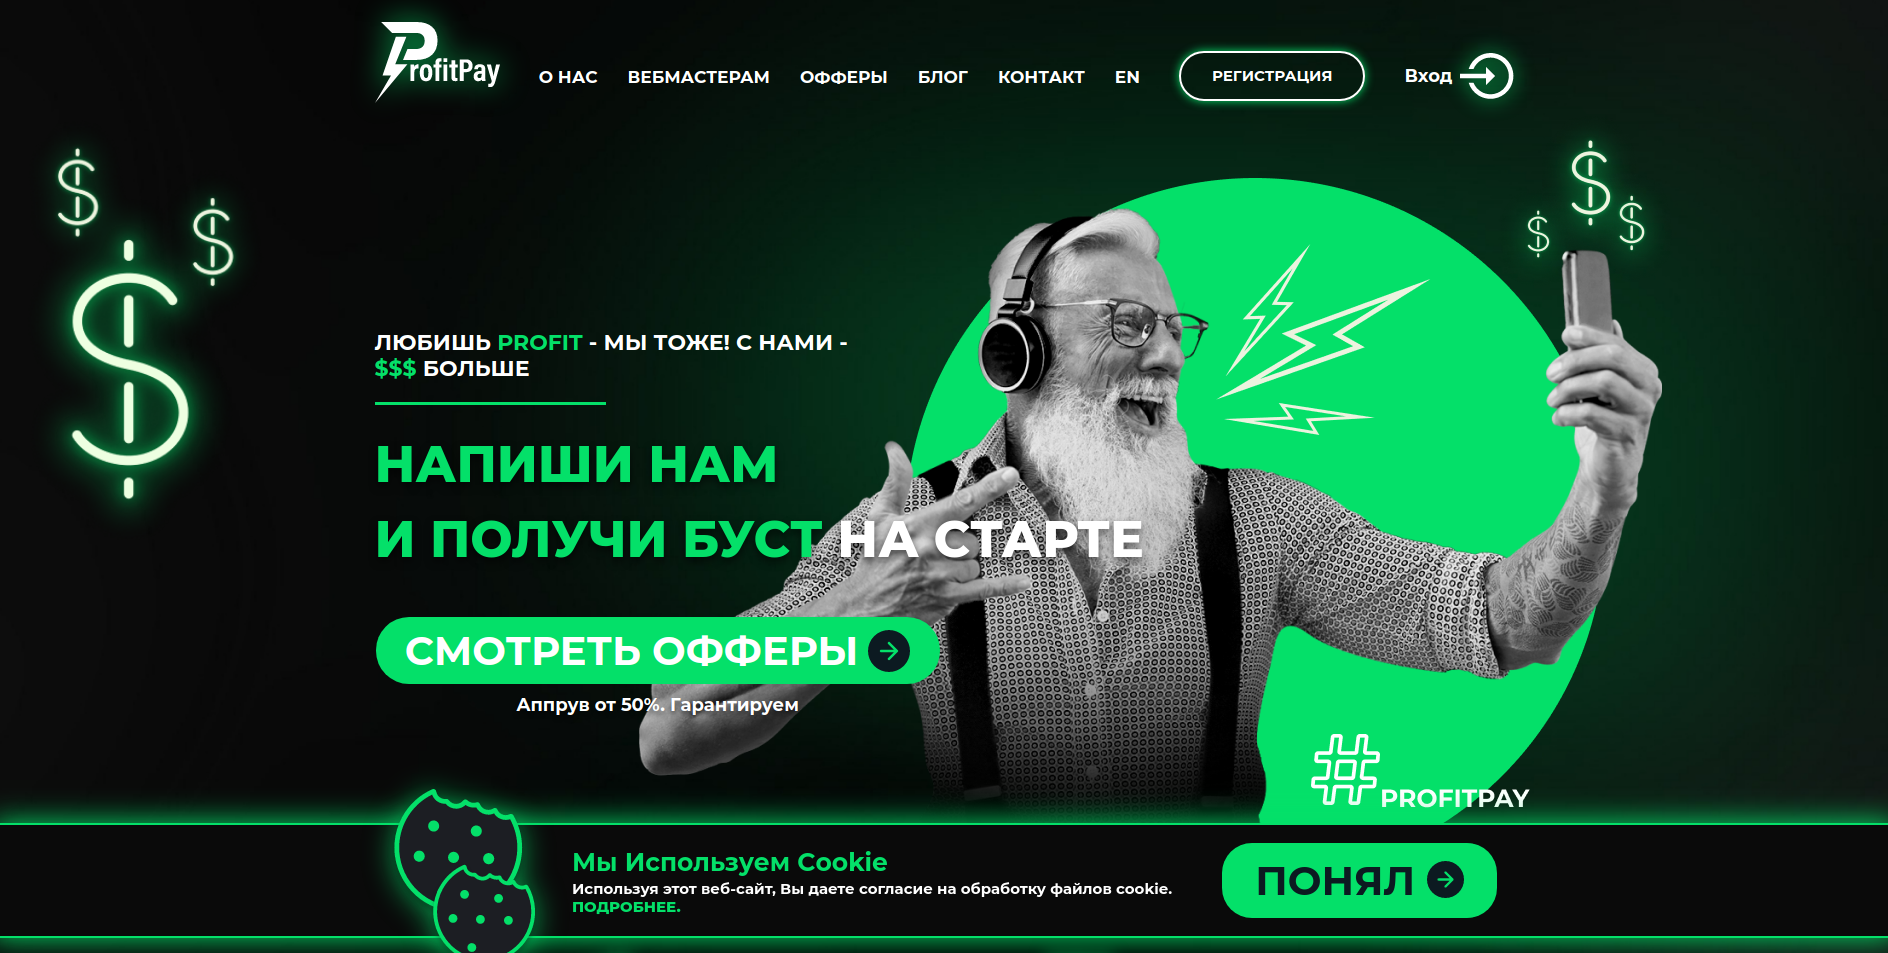 ProfitPay
О НАС ВЕБМАСТЕРАМ ОФФЕРЫ БЛОГ КОНТАКТ EN РЕГИСТРАЦИЯ Вход
ЛЮБИШЬ PROFIT - МЫ ТОЖЕ! С НАМИ -
$$$ БОЛЬШЕ
НАПИШИ НАМ
И ПОЛУЧИ БУСТ НА СТАРТЕ
СМОТРЕТЬ ОФФЕРЫ
Аппрув от 50%. Гарантируем
#PROFITPAY
Мы Используем Cookie
Используя этот веб-сайт, Вы даете согласие на обработку файлов cookie.
ПОДРОБНЕЕ.
ПОНЯЛ